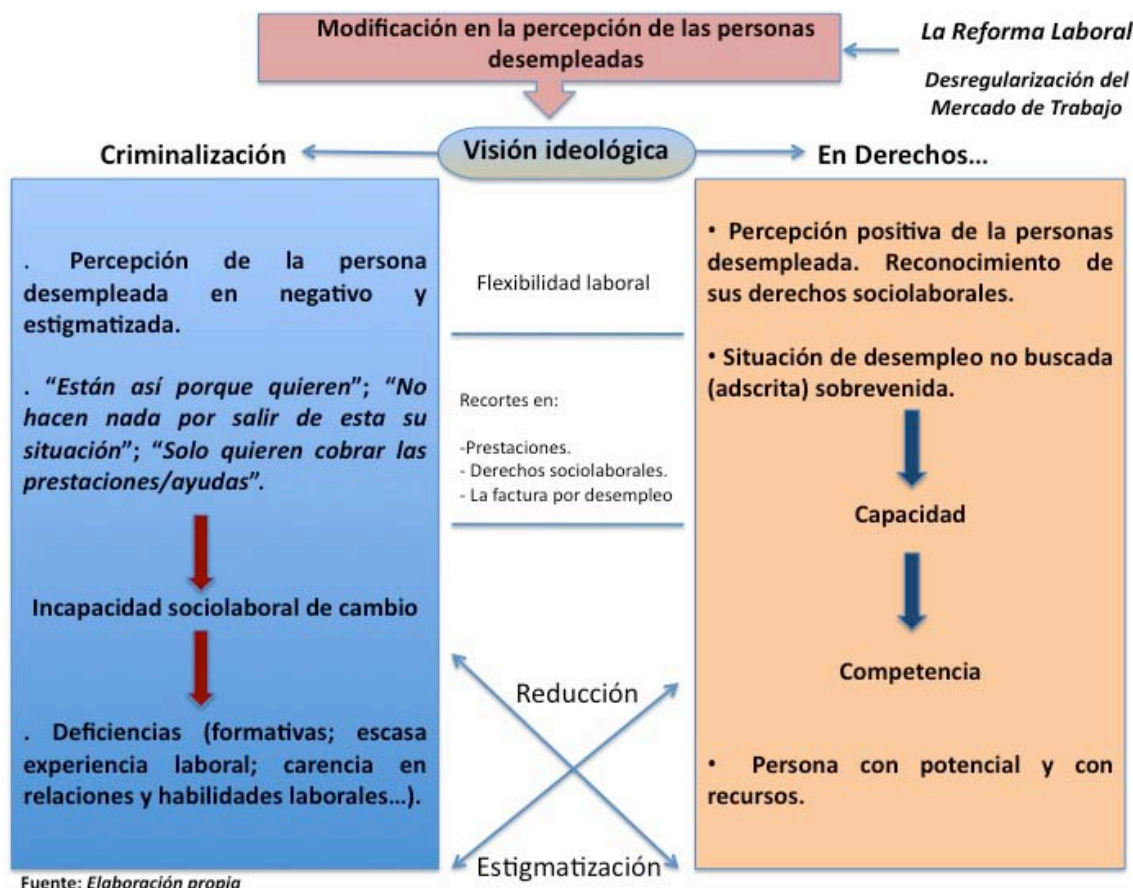 Modificación en la percepción de las personas
desempleadas
La Reforma Laboral
Desregularización del
Mercado de Trabajo
Criminalización
Visión ideológica
En Derechos...
. Percepción de la persona
desempleada en negativo y
estigmatizada.
. “Están así porque quieren”; “No
hacen nada por salir de esta su
situación”; “Solo quieren cobrar las
prestaciones/ayudas”.
Incapacidad sociolaboral de cambio
. Deficiencias (formativas; escasa
experiencia laboral; carencia en
relaciones y habilidades laborales...).
Flexibilidad laboral
Recortes en:
-Prestaciones.
- Derechos sociolaborales.
- La factura por desempleo
Reducción
Estigmatización
• Percepción positiva de la personas
desempleada. Reconocimiento de
sus derechos sociolaborales.
• Situación de desempleo no buscada
(adscrita) sobrevenida.
Capacidad
Competencia
• Persona con potencial y con
recursos.
Fuente: Elaboración propia